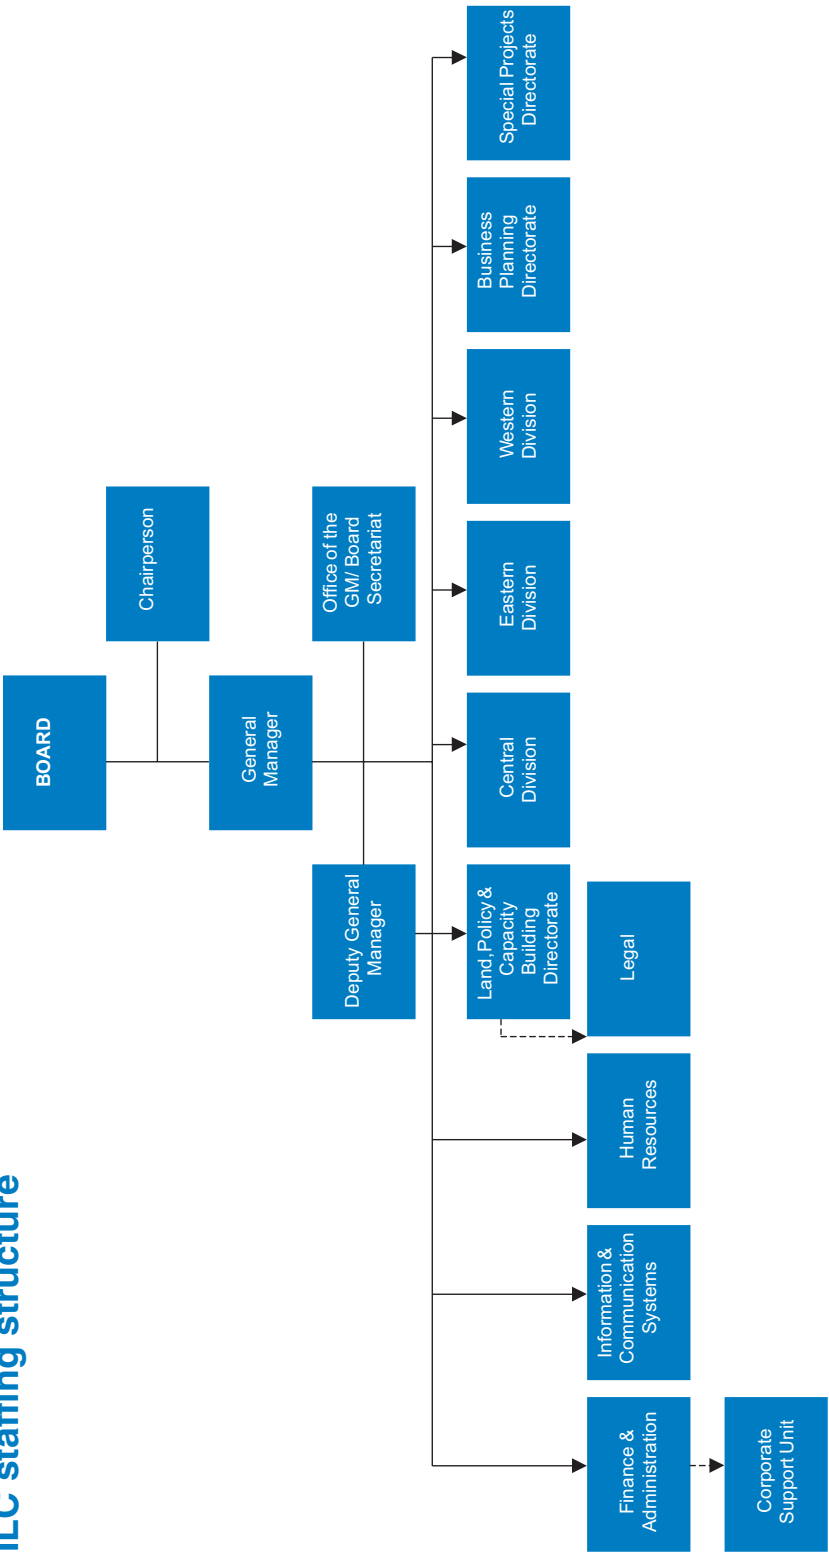 ILC staffing structure
BOARD
Chairperson
General
Manager
Deputy General
Manager
Office of the
GM/ Board
Secretariat
Land,Policy &
Capacity
Building
Directorate
Central
Division
Eastern
Division
Western
Division
Business
Planning
Directorate
Special Projects
Directorate
Finance &
Administration
Information &
Communication
Systems
Human
Resources
Legal
Corporate
Support Unit